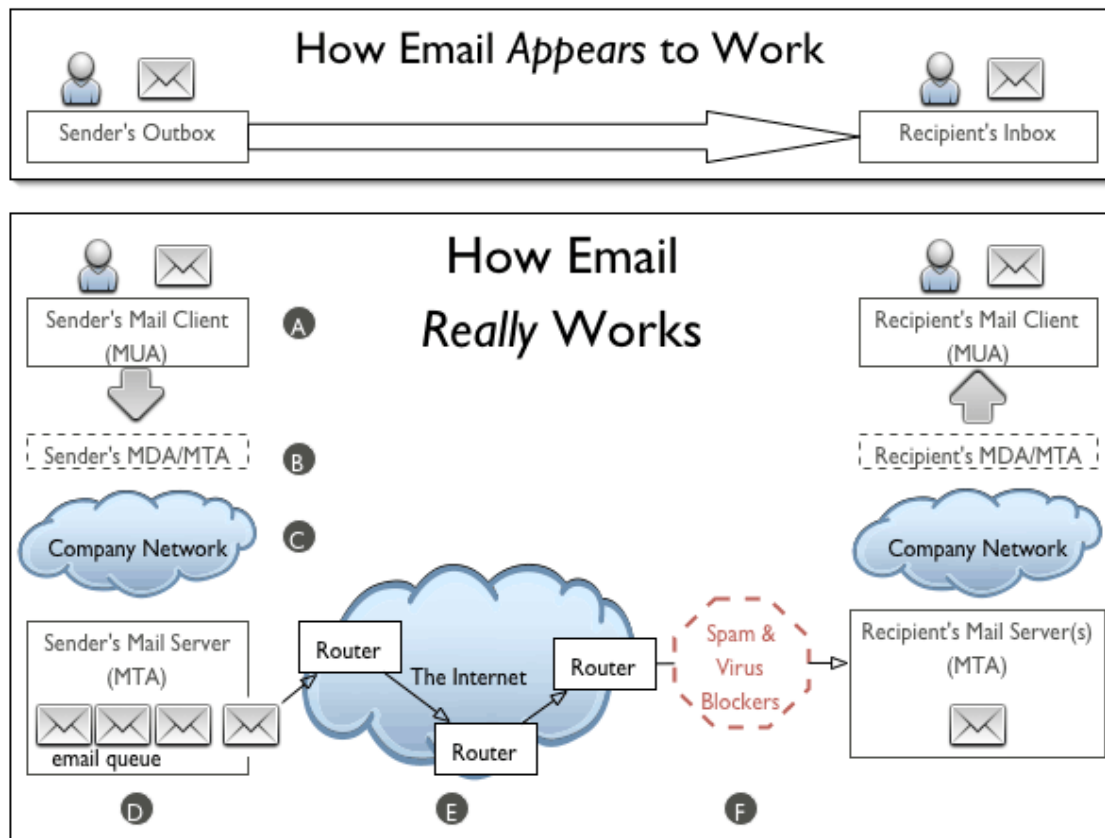 How Email Appears to Work
Sender's Outbox
Recipient's Inbox
How Email
Really Works
Sender's Mail Client
(MUA)
A
Recipient's Mail Client
(MUA)
Sender's MDA/MTA
B
Recipient's MDA/MTA
Company Network
C
Company Network
Sender's Mail Server
(MTA)
email queue
Router
The Internet
Router
Router
Spam &
Virus
Blockers
Recipient's Mail Server(s)
(MTA)
D
E
F